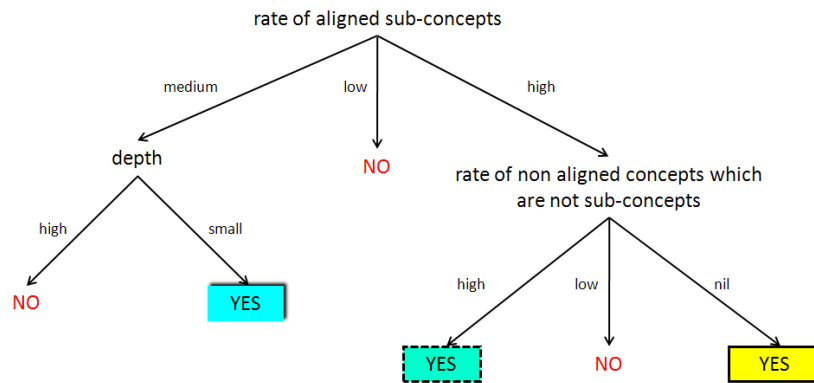 rate of aligned sub-concepts
medium
low
high
depth
NO
rate of non aligned concepts which
are not sub-concepts
high
small
high
low
nil
NO
YES
YES
NO
YES